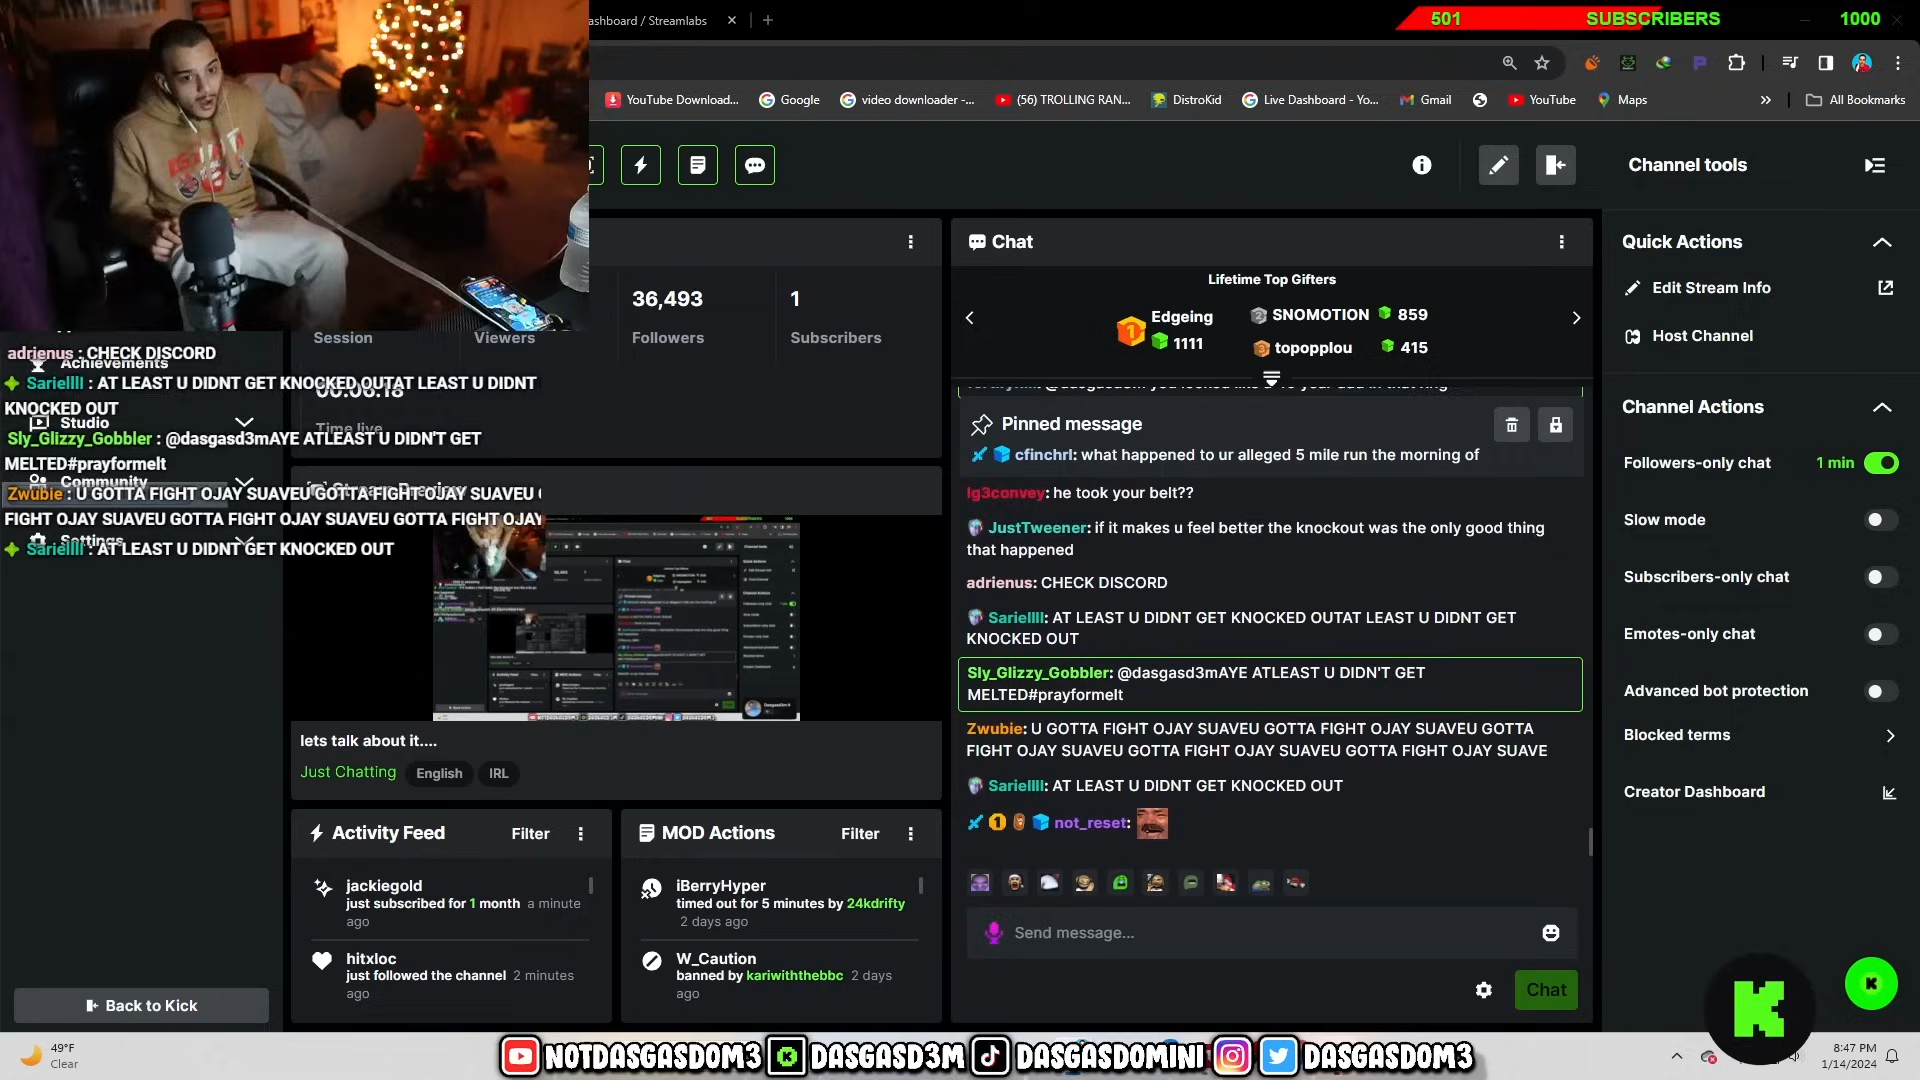 ashboard / Streamlabs
501
SUBSCRIBERS
1000
YouTube Download...
Google
video downloader -...
(56) TROLLING RAN...
DistroKid
Live Dashboard - Yo...
Gmail
YouTube
Maps
All Bookmarks
Channel tools
Session
Viewers
36,493
Followers
1
Subscribers
00:06:18
Time live
Achievements
Studio
Community
Settings
adrienus : CHECK DISCORD
Sariellll : AT LEAST U DIDNT GET KNOCKED OUTAT LEAST U DIDNT
KNOCKED OUT
Sly_Glizzy_Gobbler : @dasgasd3mAYE ATLEAST U DIDN'T GET
MELTED#prayformelt
Zwubie : U GOTTA FIGHT OJAY SUAVEU GOTTA FIGHT OJAY SUAVEU
FIGHT OJAY SUAVEU GOTTA FIGHT OJAY SUAVEU GOTTA FIGHT OJAY
Sariellll : AT LEAST U DIDNT GET KNOCKED OUT
Stream Preview
lets talk about it....
Just Chatting
English
IRL
Activity Feed
Filter
jackiegold
just subscribed for 1 month a minute
ago
hitxloc
just followed the channel 2 minutes
ago
MOD Actions
Filter
iBerryHyper
timed out for 5 minutes by 24kdrifty
2 days ago
W_Caution
banned by kariwiththebbc 2 days
ago
Back to Kick
Chat
Lifetime Top Gifters
Edgeing
1111
SNOMOTION 859
topopplou 415
Pinned message
cfinchrl: what happened to ur alleged 5 mile run the morning of
lg3convey: he took your belt??
JustTweener: if it makes u feel better the knockout was the only good thing
that happened
adrienus: CHECK DISCORD
Sariellll: AT LEAST U DIDNT GET KNOCKED OUTAT LEAST U DIDNT GET
KNOCKED OUT
Sly_Glizzy_Gobbler: @dasgasd3mAYE ATLEAST U DIDN'T GET
MELTED#prayformelt
Zwubie: U GOTTA FIGHT OJAY SUAVEU GOTTA FIGHT OJAY SUAVEU GOTTA
FIGHT OJAY SUAVEU GOTTA FIGHT OJAY SUAVEU GOTTA FIGHT OJAY SUAVE
Sariellll: AT LEAST U DIDNT GET KNOCKED OUT
not_reset:
Send message...
Chat
Quick Actions
Edit Stream Info
Host Channel
Channel Actions
Followers-only chat
1 min
Slow mode
Subscribers-only chat
Emotes-only chat
Advanced bot protection
Blocked terms
Creator Dashboard
49°F
Clear
NOTDASGASDOM3
DASGASD3M
DASGASDOMINI
DASGASDOM3
8:47 PM
1/14/2024